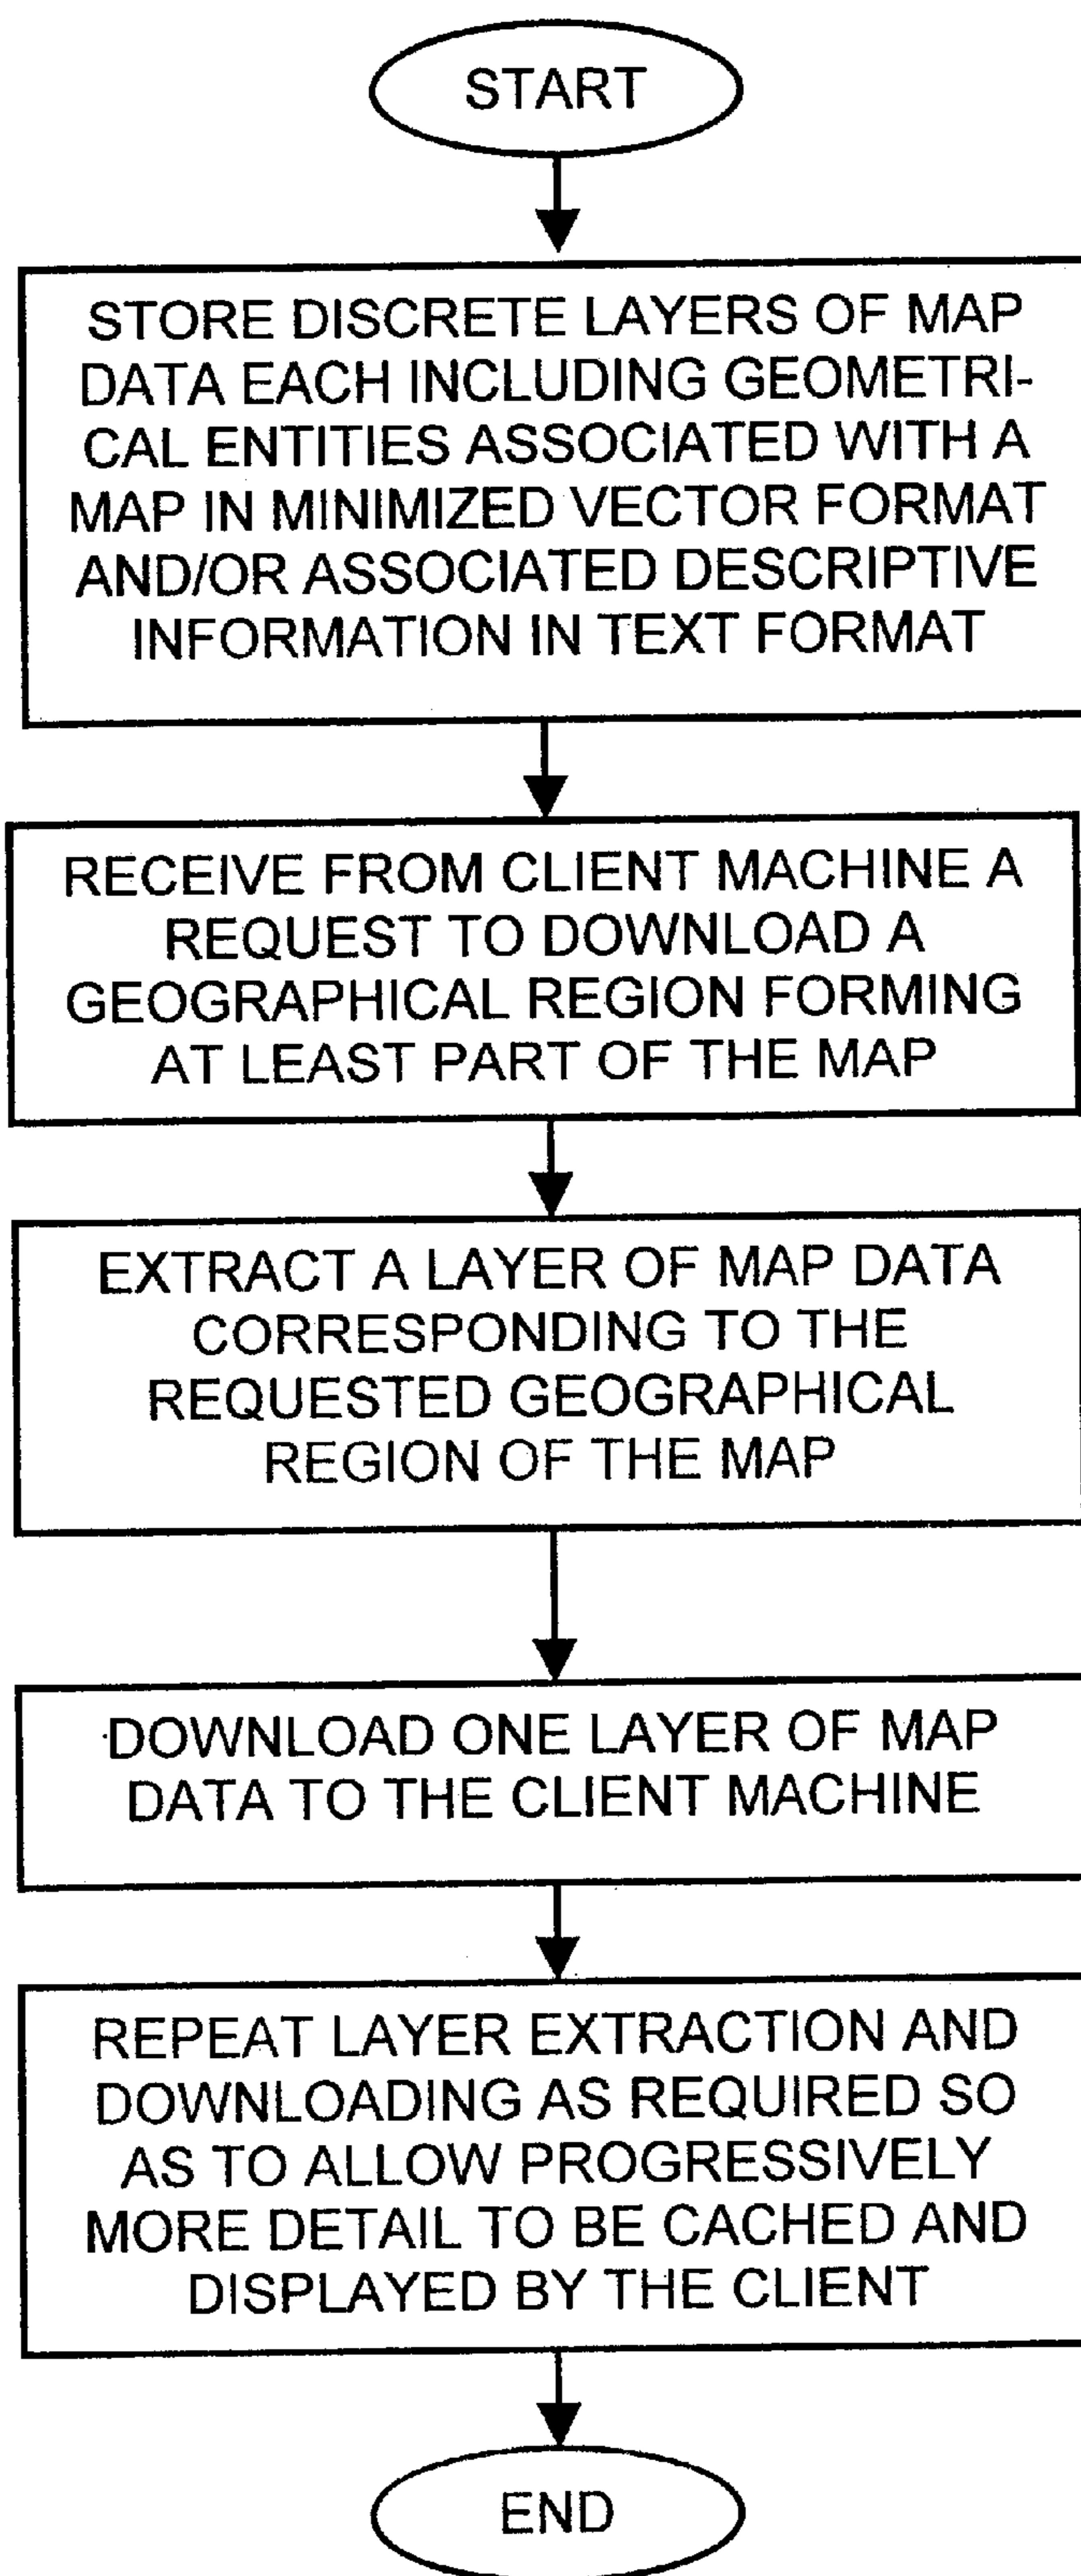 START
STORE DISCRETE LAYERS OF MAP
DATA EACH INCLUDING GEOMETRI-
CAL ENTITIES ASSOCIATED WITH A
MAP IN MINIMIZED VECTOR FORMAT
AND/OR ASSOCIATED DESCRIPTIVE
INFORMATION IN TEXT FORMAT
RECEIVE FROM CLIENT MACHINE A
REQUEST TO DOWNLOAD A
GEOGRAPHICAL REGION FORMING
AT LEAST PART OF THE MAP
EXTRACT A LAYER OF MAP DATA
CORRESPONDING TO THE
REQUESTED GEOGRAPHICAL
REGION OF THE MAP
DOWNLOAD ONE LAYER OF MAP
DATA TO THE CLIENT MACHINE
REPEAT LAYER EXTRACTION AND
DOWNLOADING AS REQUIRED SO
AS TO ALLOW PROGRESSIVELY
MORE DETAIL TO BE CACHED AND
DISPLAYED BY THE CLIENT
END